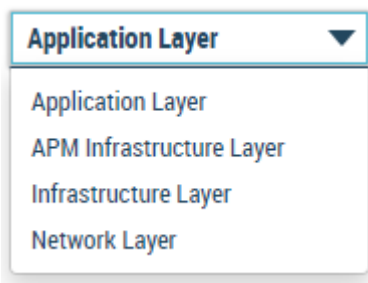 Application Layer
Application Layer
APM Infrastructure Layer
Infrastructure Layer
Network Layer